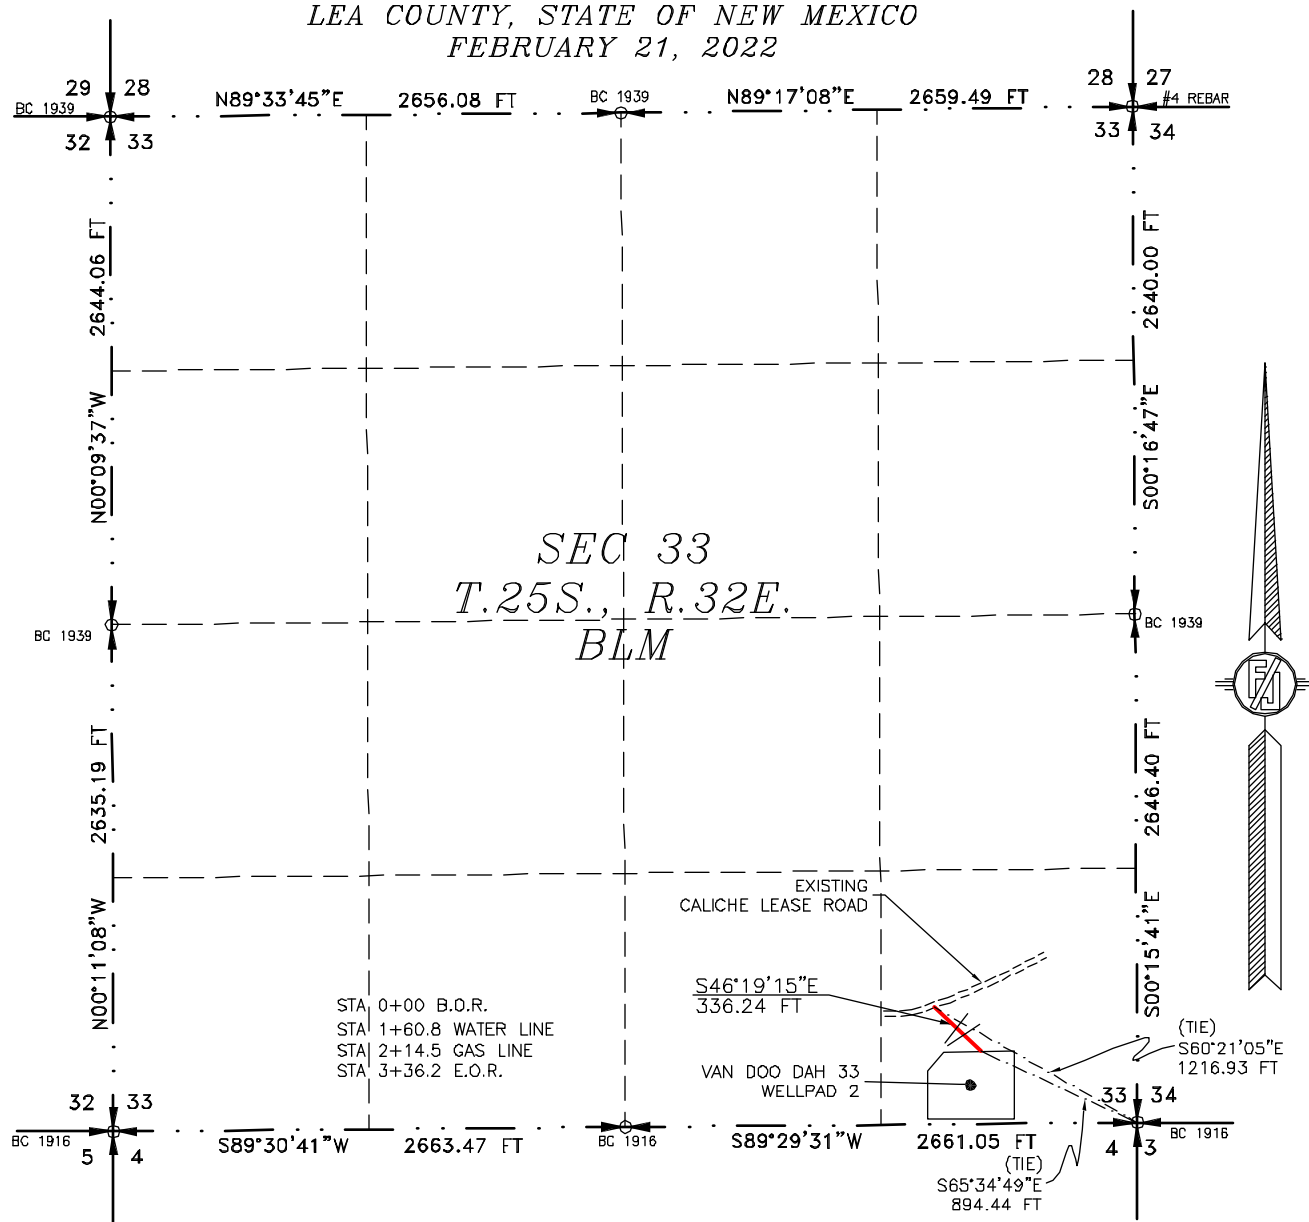 LEA COUNTY, STATE OF NEW MEXICO
FEBRUARY 21, 2022
29 28
28 27
BC 1939
N89°33'45"E 2656.08 FT
BC 1939
N89°17'08"E 2659.49 FT
#4 REBAR
32 33
33 34
2644.06 FT
N00°09'37"W
2640.00 FT
S00°16'47"E
SEC 33
T.25S., R.32E.
BLM
BC 1939
BC 1939
2635.19 FT
N00°11'08"W
2646.40 FT
S00°15'41"E
EXISTING
CALICHE LEASE ROAD
S46°19'15"E
336.24 FT
STA 0+00 B.O.R.
STA 1+60.8 WATER LINE
STA 2+14.5 GAS LINE
STA 3+36.2 E.O.R.
VAN DOO DAH 33
WELLPAD 2
(TIE)
S60°21'05"E
1216.93 FT
32 33
33 34
BC 1916
S89°30'41"W 2663.47 FT
BC 1916
S89°29'31"W 2661.05 FT
BC 1916
5 4
4 3
(TIE)
S65°34'49"E
894.44 FT